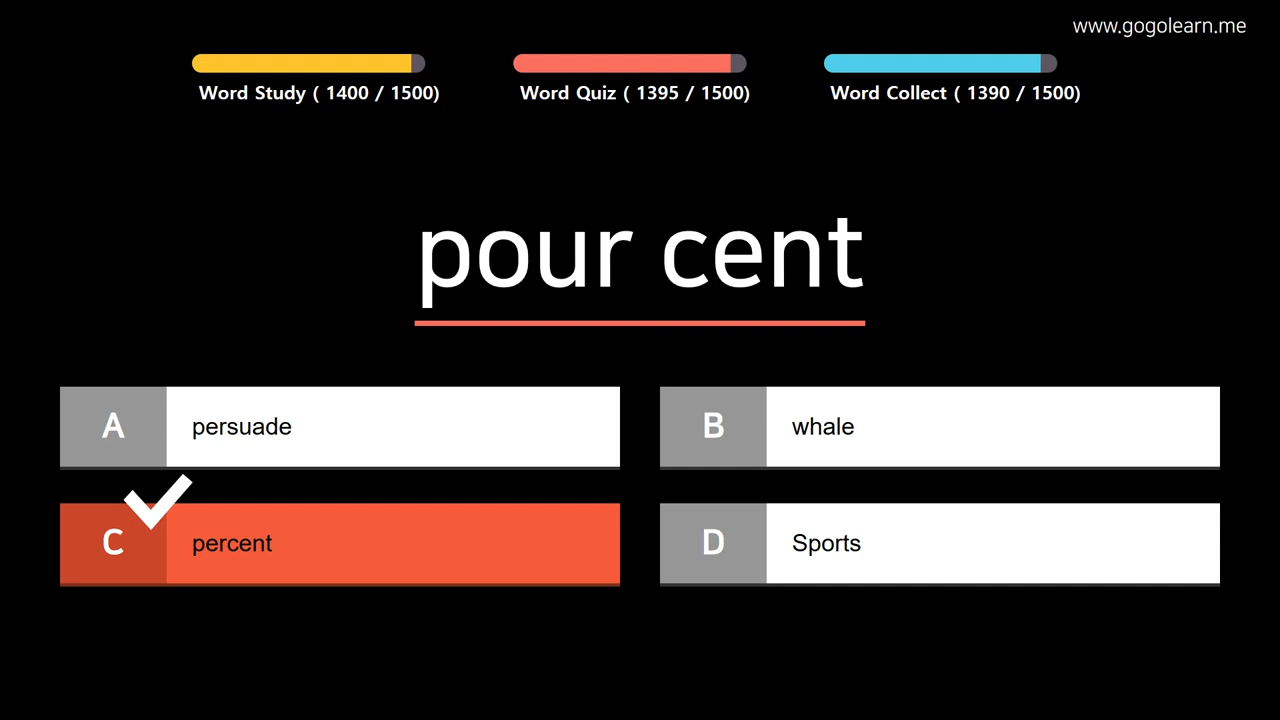 www.gogolearn.me
Word Study ( 1400 / 1500)
Word Quiz ( 1395 / 1500)
Word Collect ( 1390 / 1500)
pour cent
A persuade
B whale
C percent
D Sports